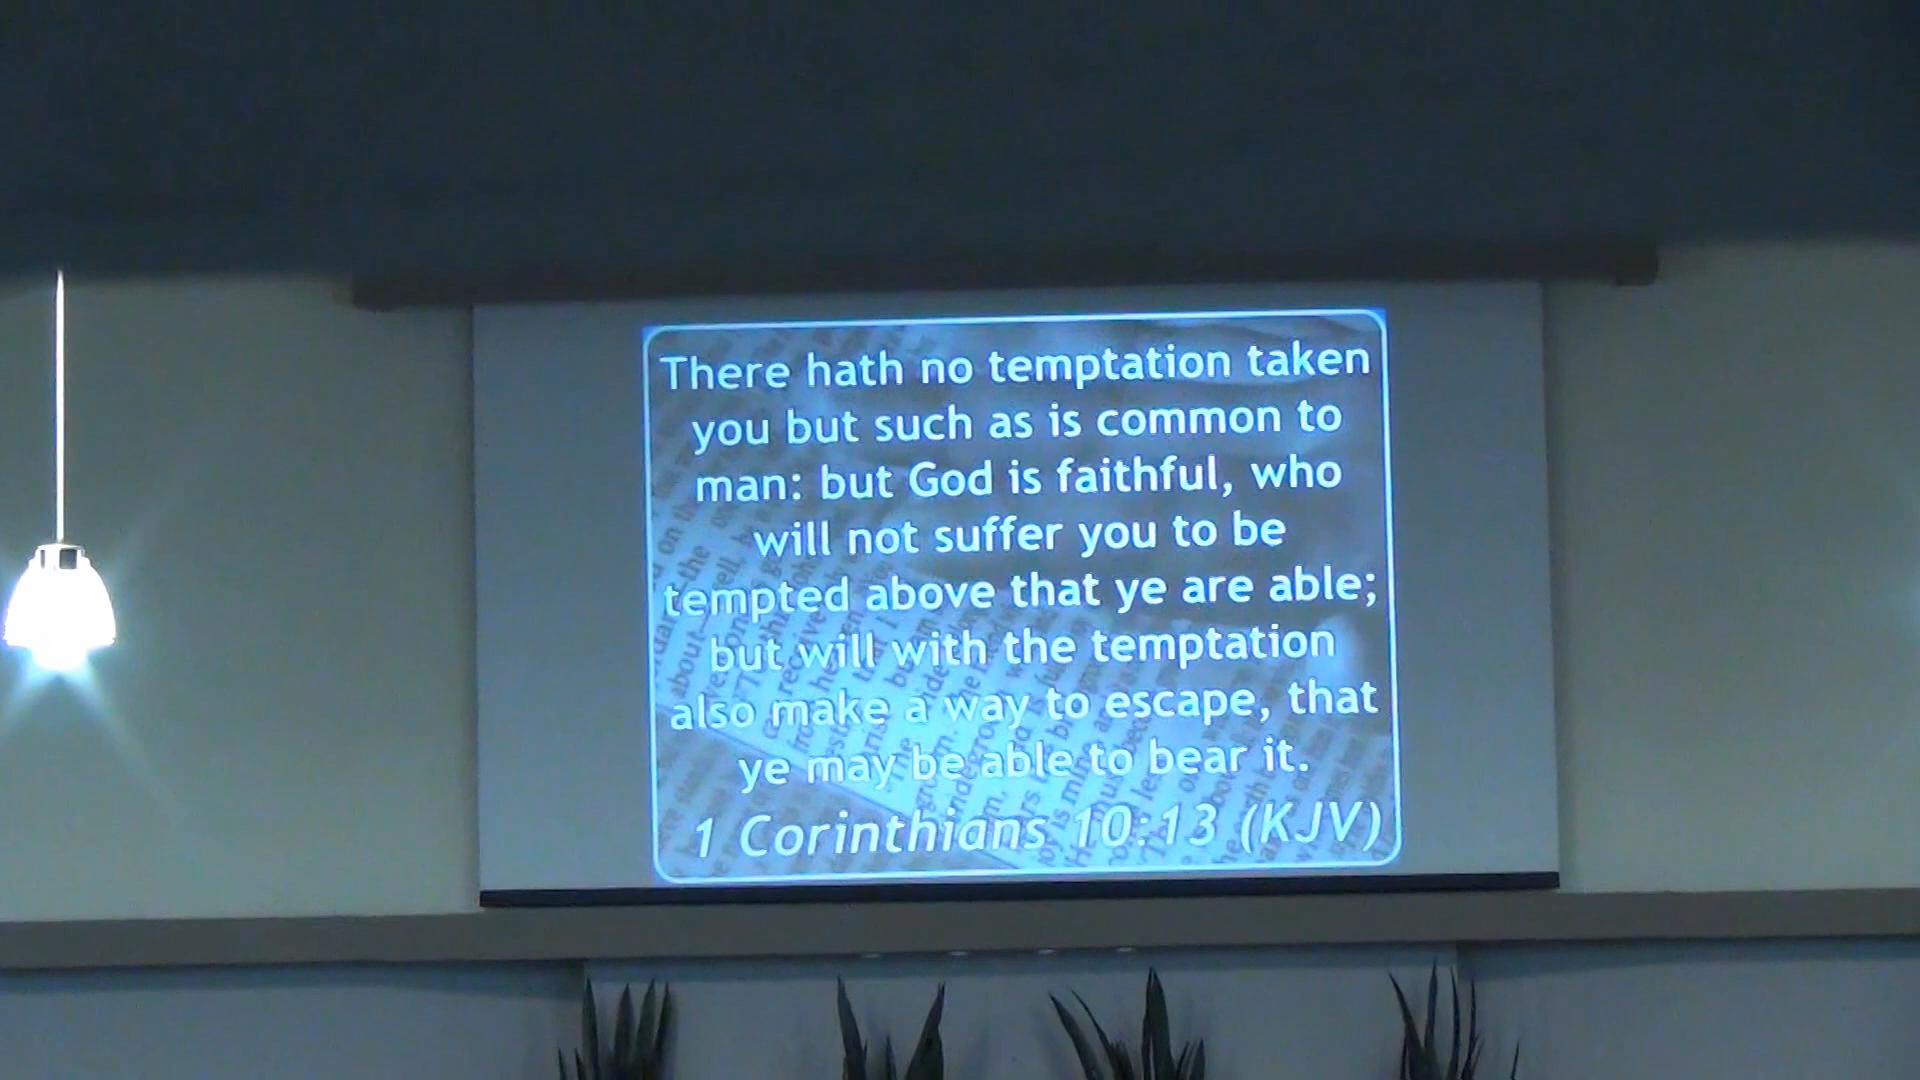 There hath no temptation taken
you but such as is common to
man: but God is faithful, who
will not suffer you to be
tempted above that ye are able;
but will with the temptation
also make a way to escape, that
ye may be able to bear it.
1 Corinthians 10:13 (KJV)